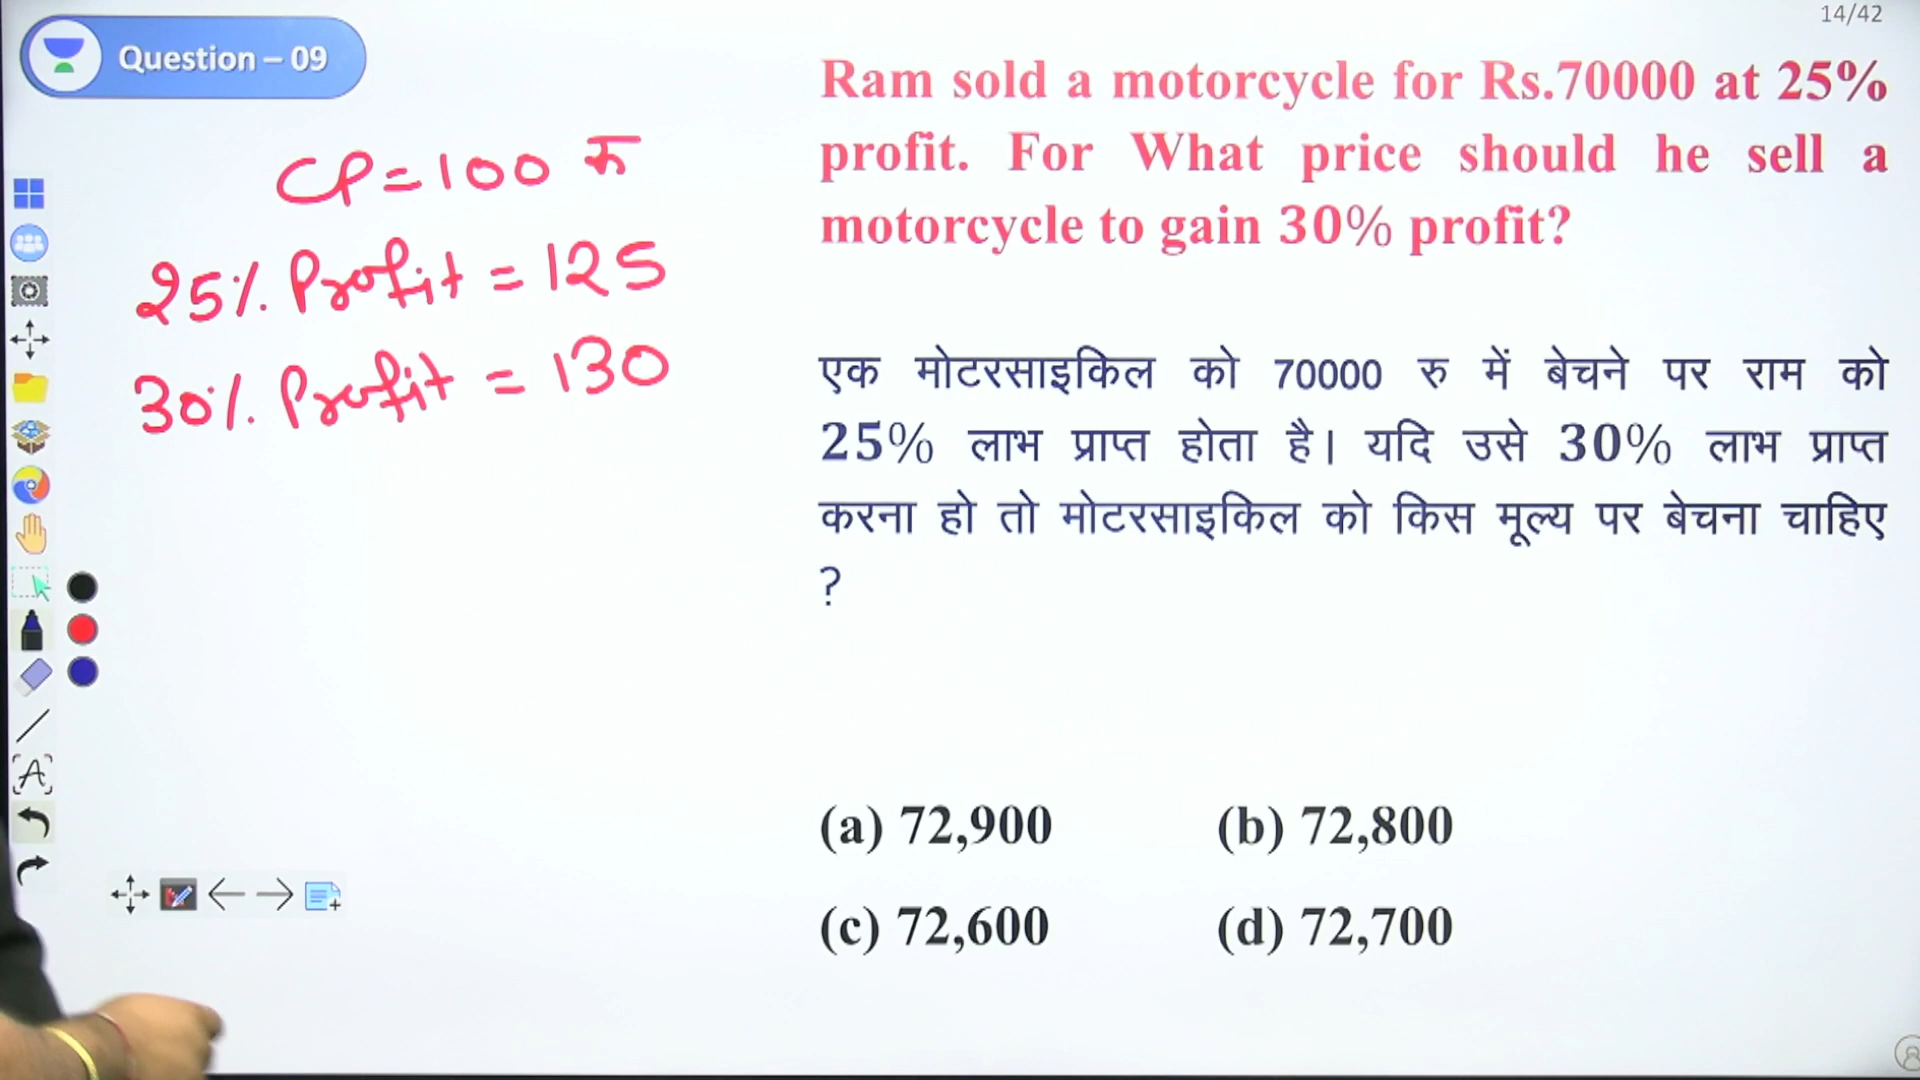 14/42
Question – 09
Ram sold a motorcycle for Rs.70000 at 25%
profit. For What price should he sell a
motorcycle to gain 30% profit?
CP = 100 रु
25% Profit = 125
30% Profit = 130
एक मोटरसाइकिल को 70000 रु में बेचने पर राम को
25% लाभ प्राप्त होता है। यदि उसे 30% लाभ प्राप्त
करना हो तो मोटरसाइकिल को किस मूल्य पर बेचना चाहिए
?
(a) 72,900 (b) 72,800
(c) 72,600 (d) 72,700